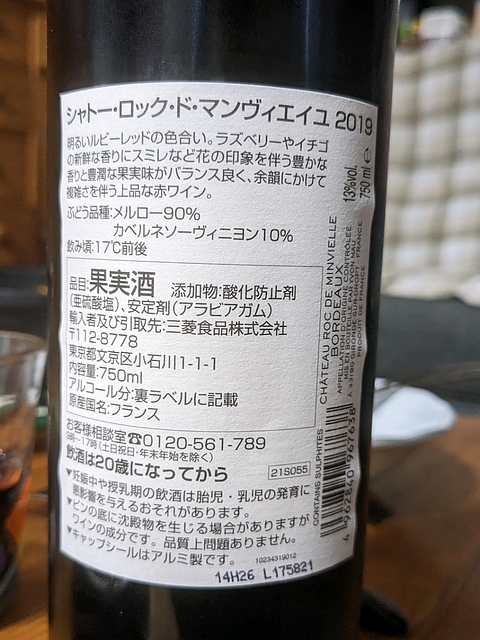 シャトー・ロック・ド・マンヴィエイユ 2019
明るいルビーレッドの色合い。ラズベリーやイチゴ
の新鮮な香りにスミレなど花の印象を伴う豊かな
香りと豊潤な果実味がバランス良く、余韻にかけて
複雑さを伴う上品な赤ワイン。
ぶどう品種:メルロー90%
カベルネソーヴィニヨン10%
飲み頃:17℃前後
品目:果実酒 添加物:酸化防止剤
(亜硫酸塩)、安定剤(アラビアガム)
輸入者及び引取先:三菱食品株式会社
〒112-8778
東京都文京区小石川1-1-1
内容量:750ml
アルコール分:裏ラベルに記載
原産国名:フランス
お客様相談室☎0120-561-789
9時~17時(土日祝日・年末年始を除く)
飲酒は20歳になってから
21S055
▼妊娠中や授乳期の飲酒は胎児・乳児の発育に
悪影響を与えるおそれがあります。
▼ビンの底に沈殿物を生じる場合がありますが
ワインの成分です。品質上問題ありません。
▼キャップシールはアルミ製です。
10234319012
14H26 L175821
13%vol.
750 ml e
CHÂTEAU ROC DE MINVIELLE
BORDEAUX
APPELLATION D'ORIGINE CONTRÔLÉE
MIS EN BOUTEILLE PAR YVON MAU
PRODUIT DE FRANCE
CONTAINS SULPHITES
4 962840 967638